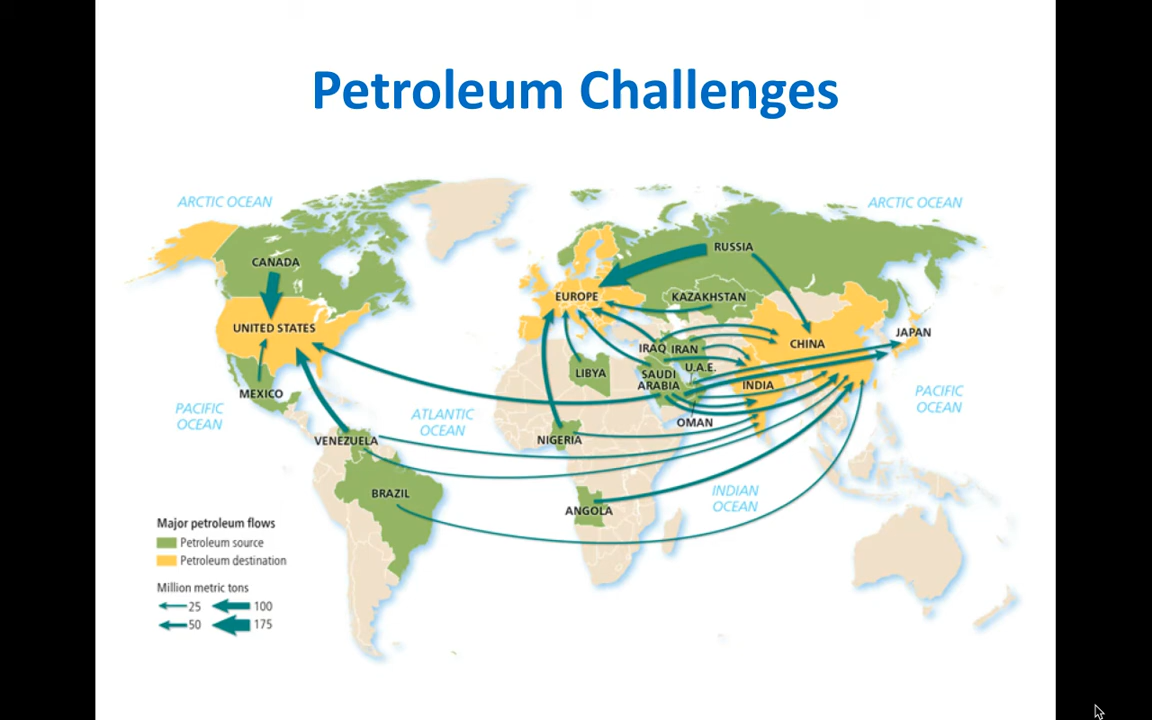 Petroleum Challenges
ARCTIC OCEAN
ARCTIC OCEAN
RUSSIA
CANADA
EUROPE
KAZAKHSTAN
UNITED STATES
JAPAN
CHINA
IRAQ
IRAN
U.A.E.
LIBYA
SAUDI
ARABIA
INDIA
MEXICO
PACIFIC
OCEAN
PACIFIC
OCEAN
ATLANTIC
OCEAN
OMAN
VENEZUELA
NIGERIA
BRAZIL
INDIAN
OCEAN
ANGOLA
Major petroleum flows
Petroleum source
Petroleum destination
Million metric tons
25
100
50
175